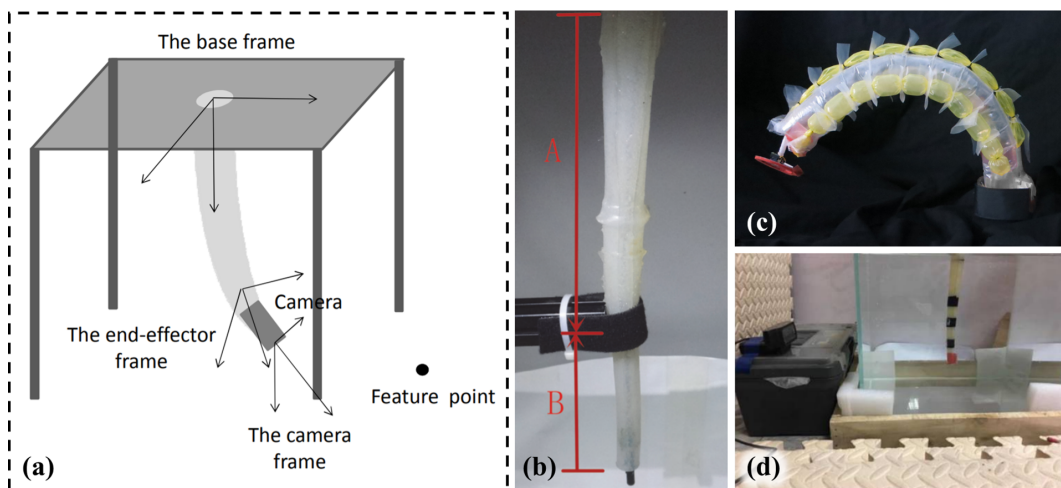 The base frame
Camera
The end-effector
frame
Feature point
The camera
frame
(a)
A
B
(b)
(c)
(d)